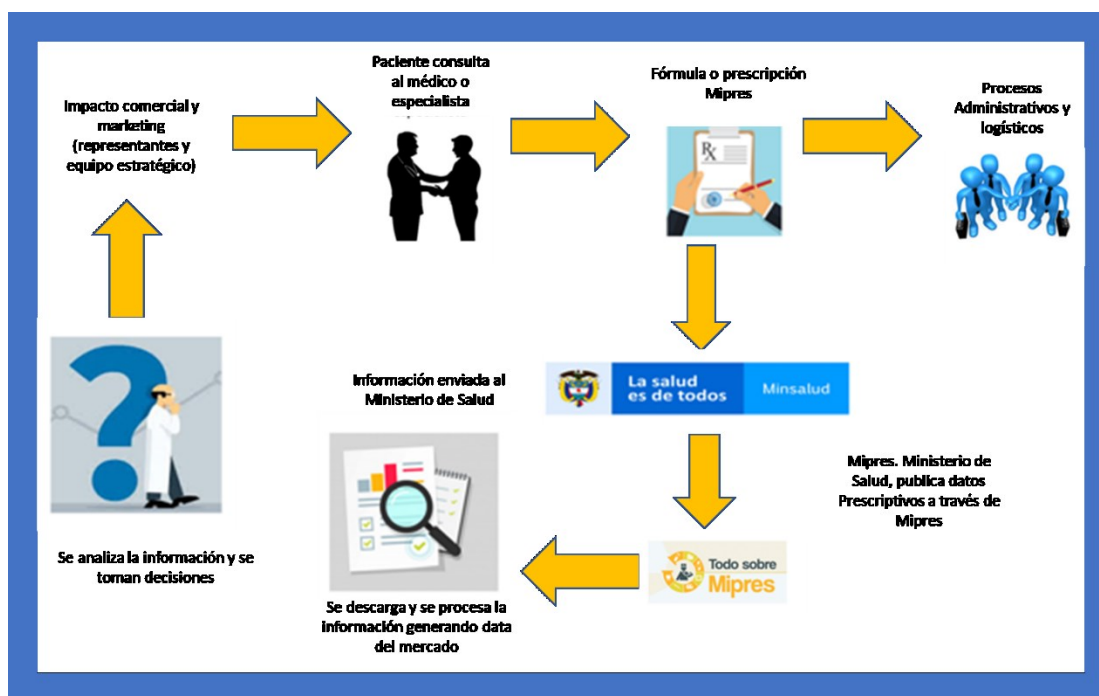 Impacto comercial y
marketing
(representantes y
equipo estratégico)
Paciente consulta
al médico o
especialista
Fórmula o prescripción
Mipres
Rx
Procesos
Administrativos y
logísticos
Información enviada al
Ministerio de Salud
La salud
es de todos
Minsalud
Mipres. Ministerio de
Salud, publica datos
Prescriptivos a través de
Mipres
Todo sobre
Mipres
Se descarga y se procesa la
información generando data
del mercado
Se analiza la información y se
toman decisiones